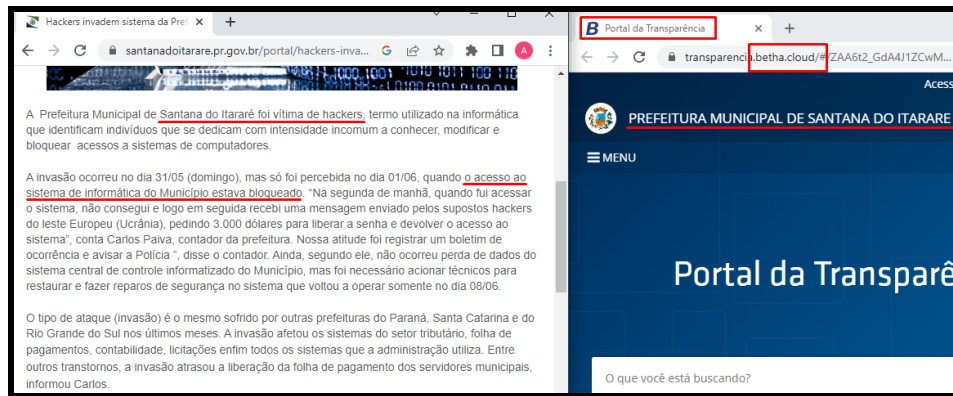 Hackers invadem sistema da Pref
santanadoitarare.pr.gov.br/portal/hackers-inva...
A
A Prefeitura Municipal de Santana do Itararé foi vítima de hackers, termo utilizado na informática
que identificam indivíduos que se dedicam com intensidade incomum a conhecer, modificar e
bloquear acessos a sistemas de computadores.
A invasão ocorreu no dia 31/05 (domingo), mas só foi percebida no dia 01/06, quando o acesso ao
sistema de informática do Município estava bloqueado. “Na segunda de manhã, quando fui acessar
o sistema, não consegui e logo em seguida recebi uma mensagem enviado pelos supostos hackers
do leste Europeu (Ucrânia), pedindo 3.000 dólares para liberar a senha e devolver o acesso ao
sistema”, conta Carlos Paiva, contador da prefeitura. Nossa atitude foi registrar um boletim de
ocorrência e avisar a Polícia ”, disse o contador. Ainda, segundo ele, não ocorreu perda de dados do
sistema central de controle informatizado do Município, mas foi necessário acionar técnicos para
restaurar e fazer reparos de segurança no sistema que voltou a operar somente no dia 08/06.
O tipo de ataque (invasão) é o mesmo sofrido por outras prefeituras do Paraná, Santa Catarina e do
Rio Grande do Sul nos últimos meses. A invasão afetou os sistemas do setor tributário, folha de
pagamentos, contabilidade, licitações enfim todos os sistemas que a administração utiliza. Entre
outros transtornos, a invasão atrasou a liberação da folha de pagamento dos servidores municipais,
informou Carlos.
B Portal da Transparência
transparencia.betha.cloud/#/ZAA6t2_GdA4J1ZCwM...
Acess
PREFEITURA MUNICIPAL DE SANTANA DO ITARARE
MENU
Portal da Transparê
O que você está buscando?